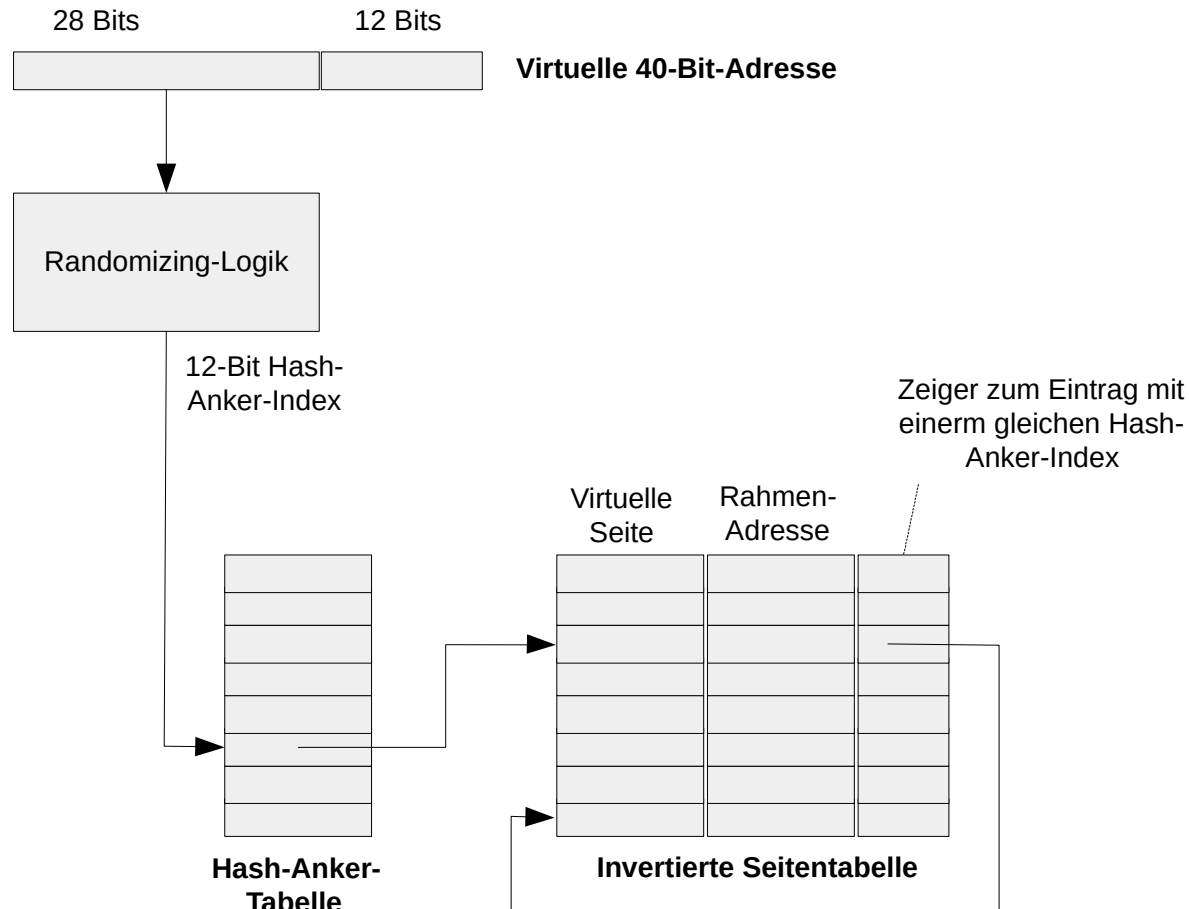 28 Bits
12 Bits
Virtuelle 40-Bit-Adresse
Randomizing-Logik
12-Bit Hash-
Anker-Index
Zeiger zum Eintrag mit
einerm gleichen Hash-
Anker-Index
Virtuelle
Seite
Rahmen-
Adresse
Hash-Anker-
Tabelle
Invertierte Seitentabelle